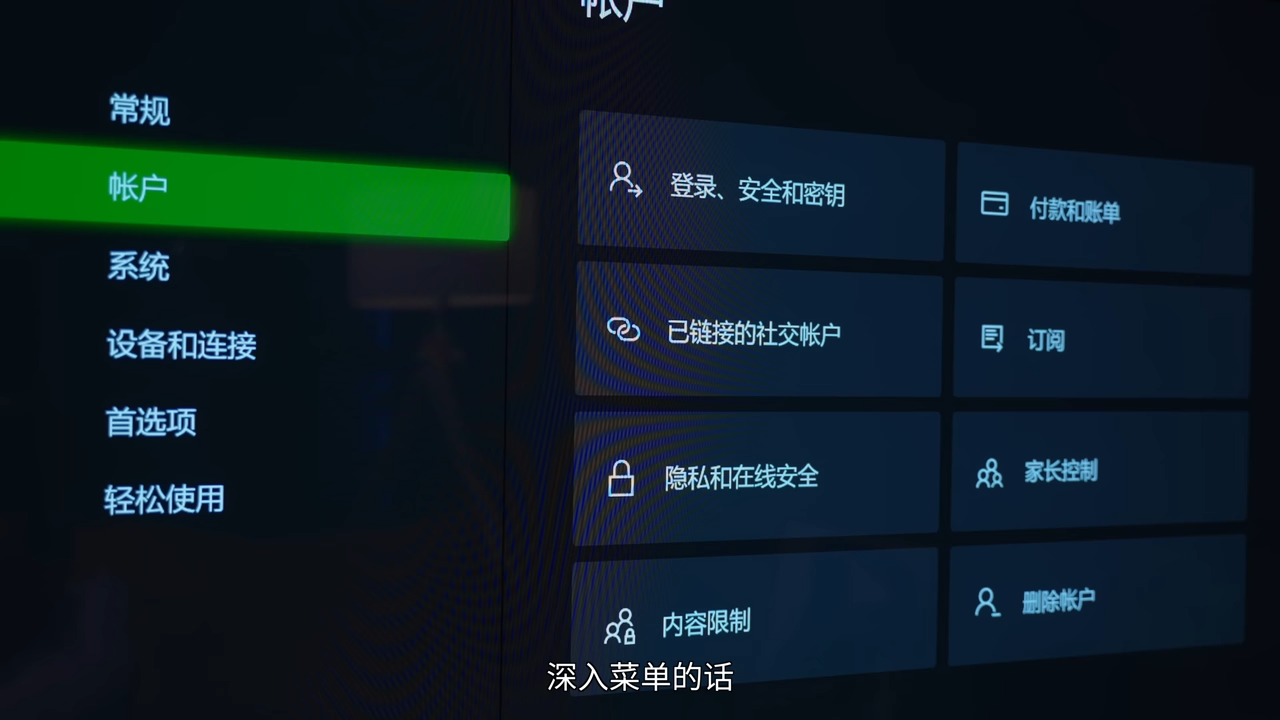 帐户
常规
帐户
系统
设备和连接
首选项
轻松使用
登录、安全和密钥
付款和账单
已链接的社交帐户
订阅
隐私和在线安全
家长控制
内容限制
删除帐户
深入菜单的话